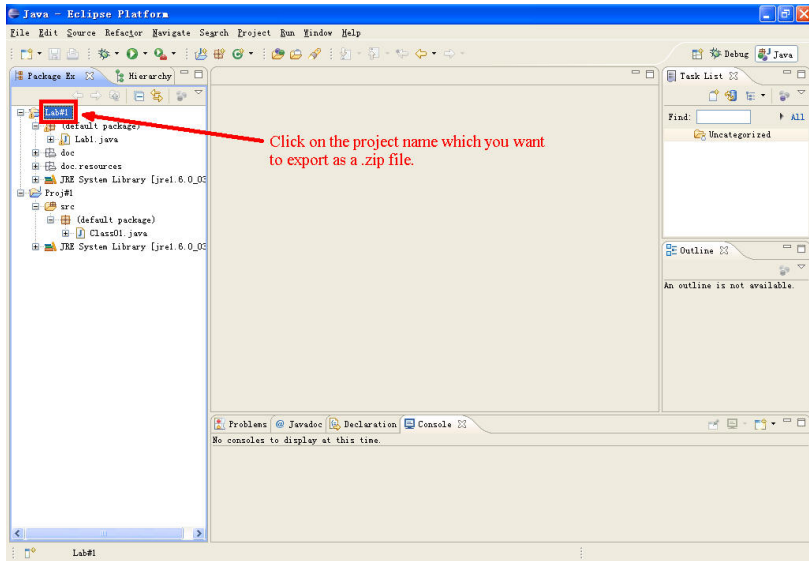 Java - Eclipse Platform
File Edit Source Refactor Navigate Search Project Run Window Help
Debug Java
Package Ex Hierarchy
Task List
Lab#1
(default package)
Lab1.java
doc
doc.resources
JRE System Library [jre1.6.0_03
Proj#1
src
(default package)
Class01.java
JRE System Library [jre1.6.0_03
Click on the project name which you want
to export as a .zip file.
Find: All
Uncategorized
Outline
An outline is not available.
Problems @ Javadoc Declaration Console
No consoles to display at this time.
Lab#1